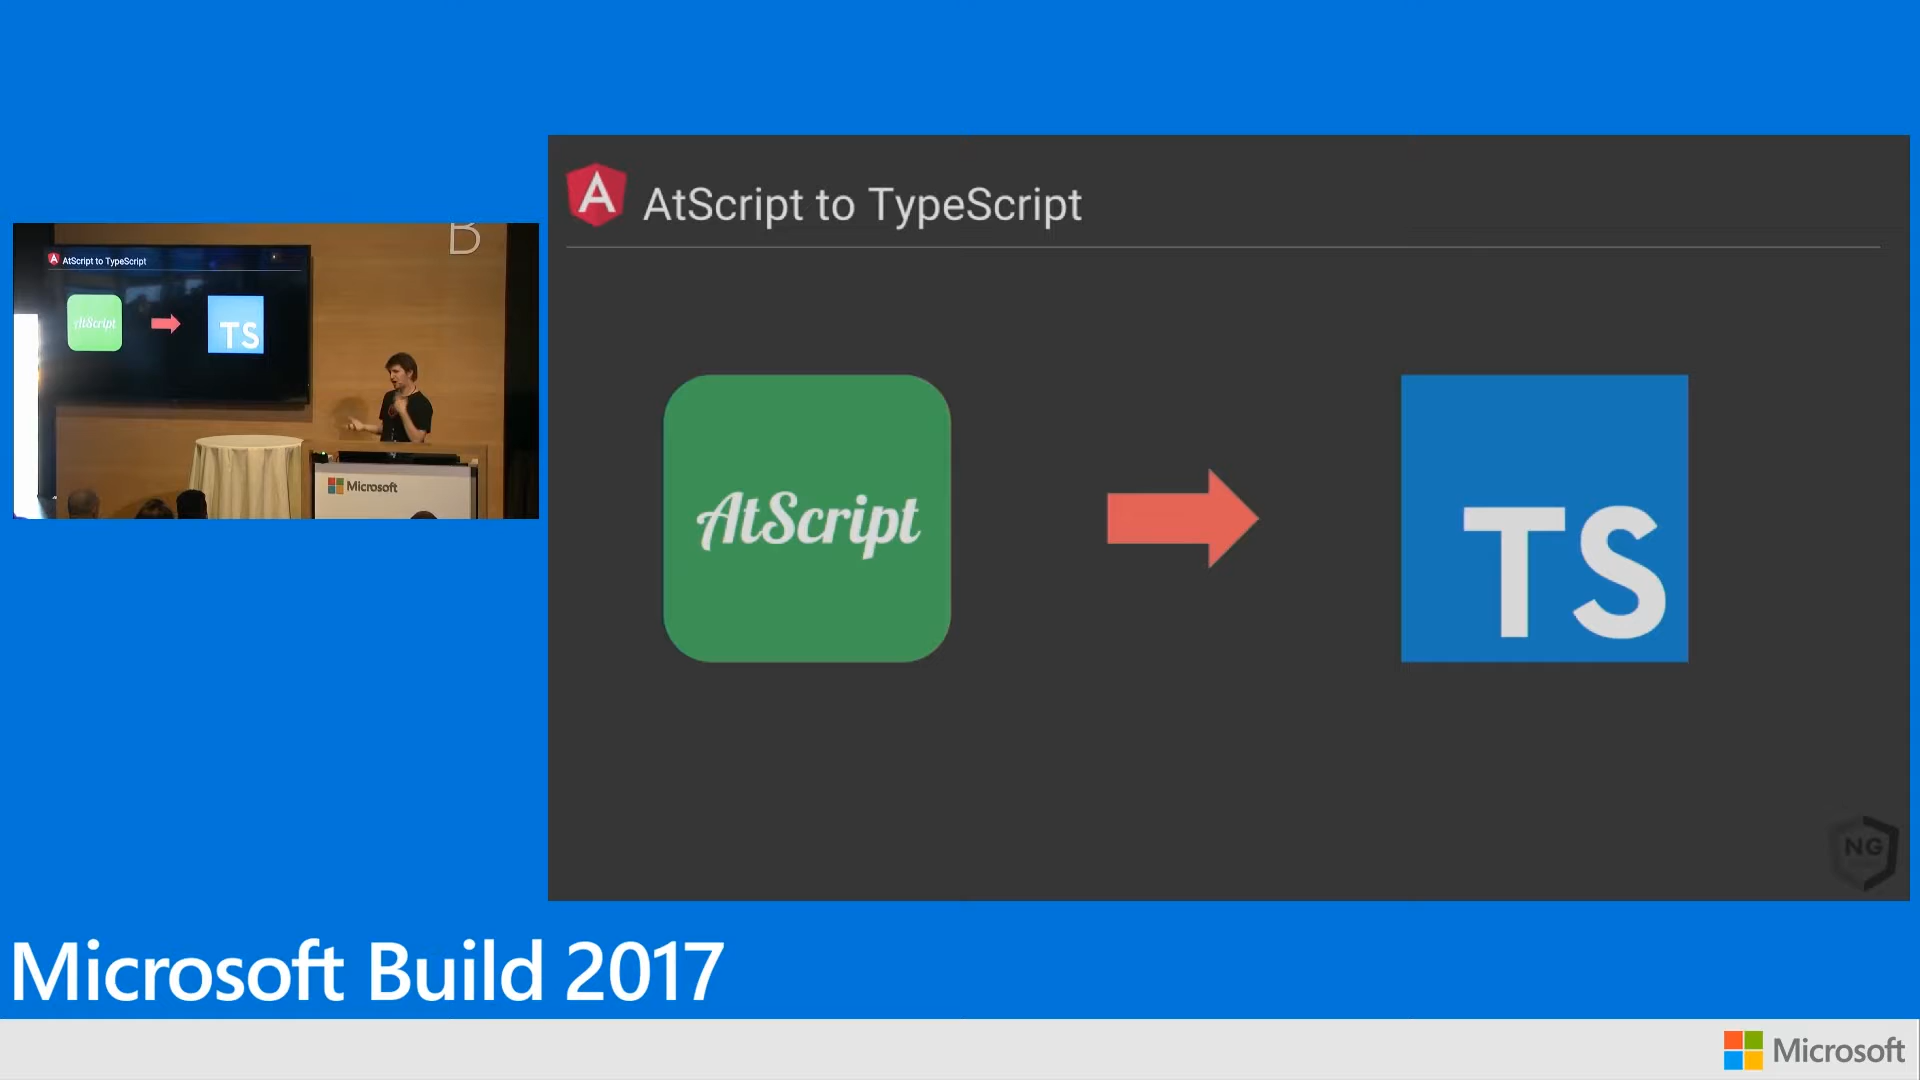 B
AtScript to TypeScript
AtScript
TS
Microsoft
A AtScript to TypeScript
AtScript
TS
NG
Microsoft Build 2017
Microsoft